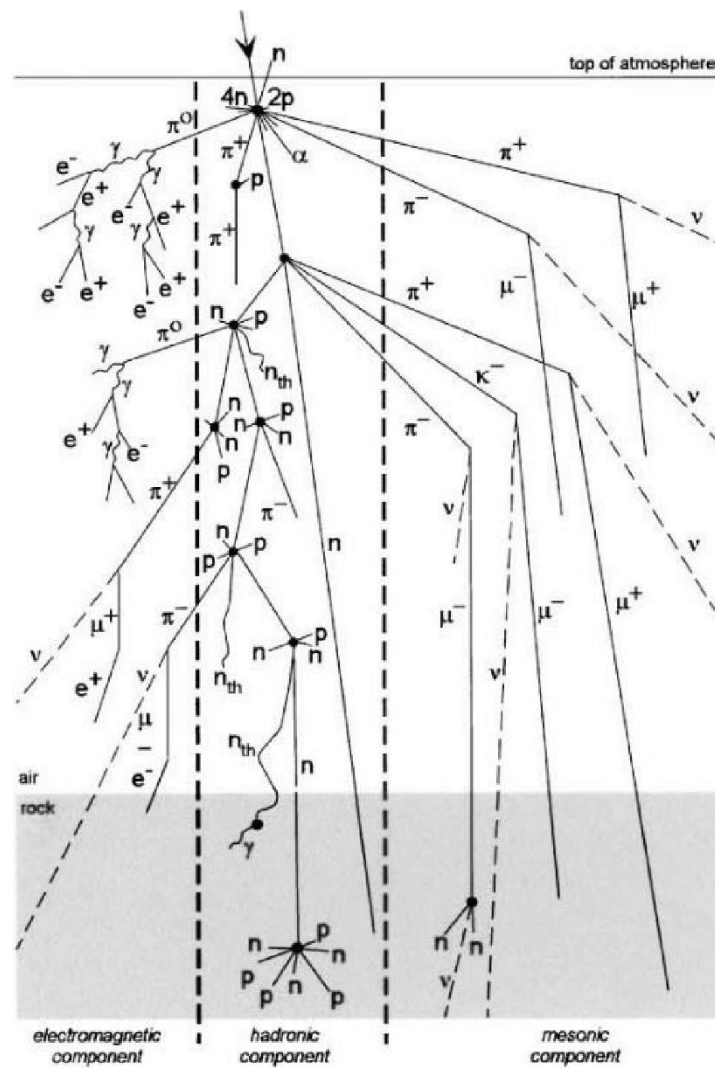 n
top of atmosphere
4n 2p
π⁰
π⁺
α
π⁺
e⁻ γ
γ
p
e⁺
e⁻ e⁺
π⁻
ν
γ
γ
π⁺
e⁻ e⁺
e⁻ e⁺
μ⁻
μ⁺
π⁺
n p
π⁰
γ
γ
n_th
κ⁻
ν
n
n
p
n n
p
π⁻
e⁺
γ e⁻
π⁺
π⁻
ν
n
n
p p
ν
μ⁺
π⁻
μ⁻
μ⁻
μ⁺
ν
ν
p
n n
n_th
ν
e⁺
μ
–
n_th
n
e⁻
air
rock
γ
n p n
p n
p p
n n
ν
electromagnetic
component
hadronic
component
mesonic
component